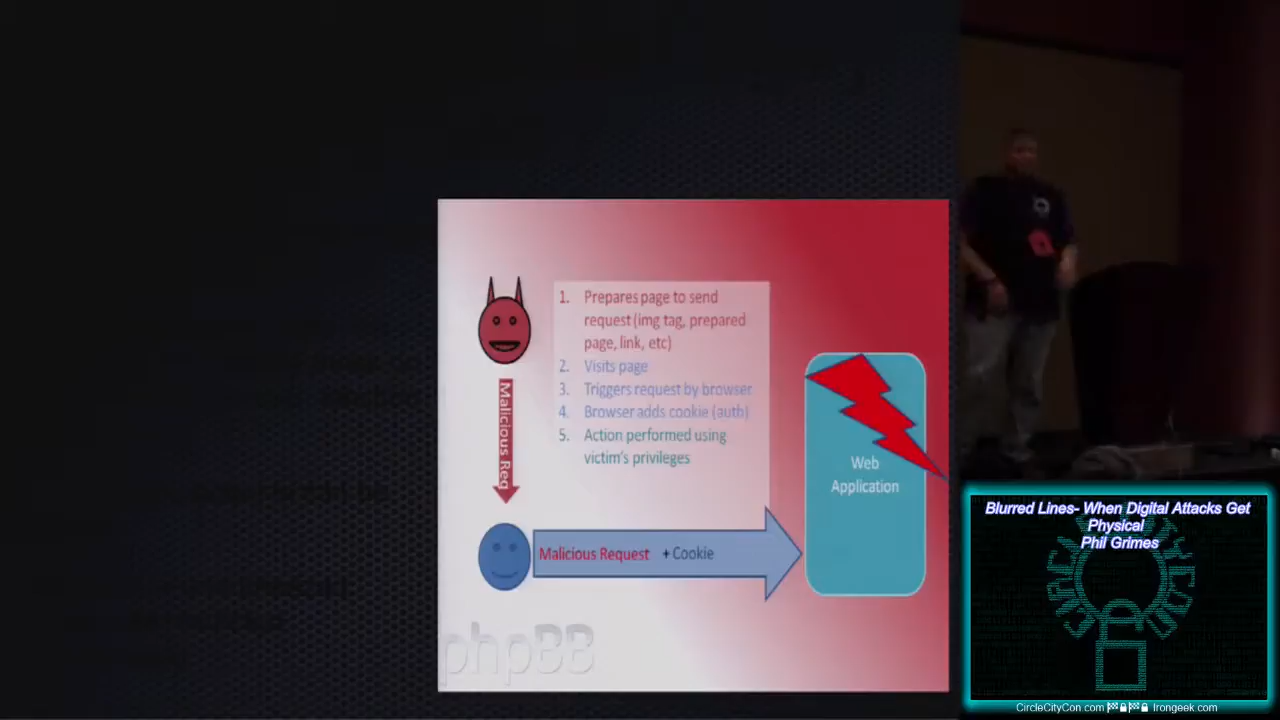 1. Prepares page to send
request (img tag, prepared
page, link, etc)
2. Visits page
3. Triggers request by browser
4. Browser adds cookie (auth)
5. Action performed using
victim's privileges
Malicious Req
Web
Application
Malicious Request + Cookie
phpBB
Blurred Lines- When Digital Attacks Get
Physical
Phil Grimes
CircleCityCon.com Irongeek.com